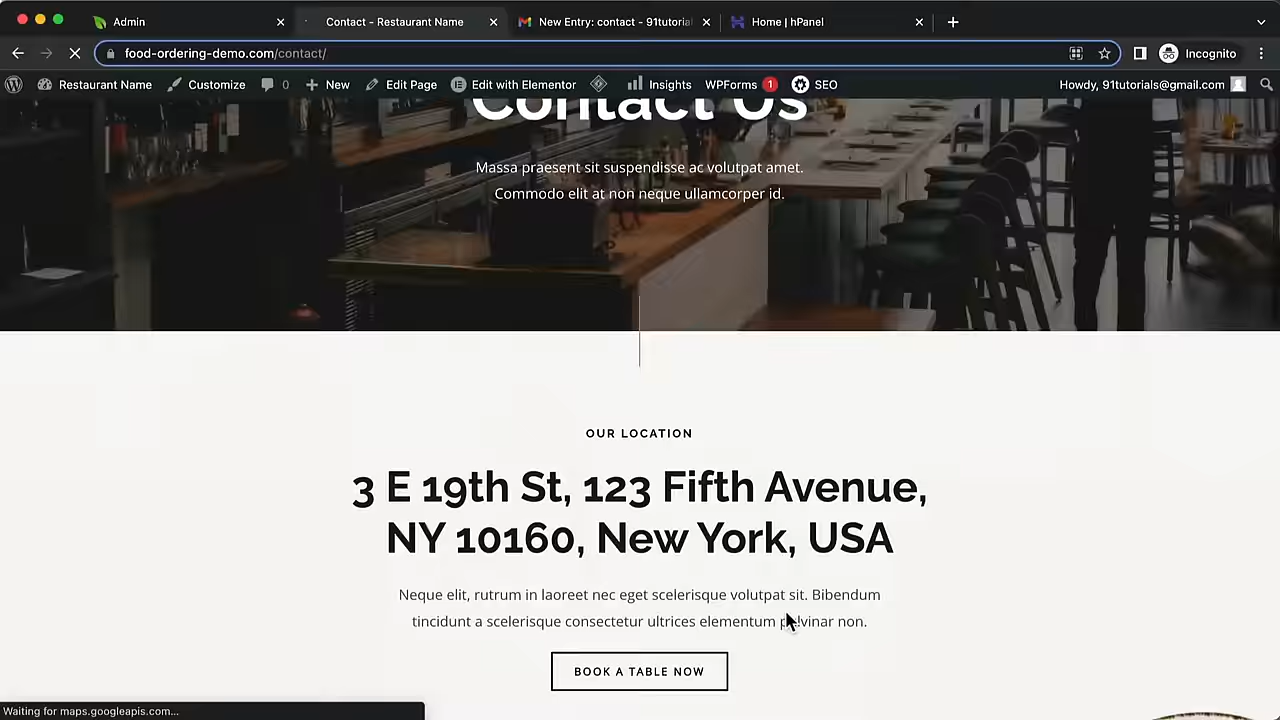 Admin
Contact - Restaurant Name
New Entry: contact - 91tutorial
Home | hPanel
food-ordering-demo.com/contact/
Incognito
Restaurant Name
Customize
0
New
Edit Page
Edit with Elementor
Insights
WPForms 1
SEO
Howdy, 91tutorials@gmail.com
Contact Us
Massa praesent sit suspendisse ac volutpat amet.
Commodo elit at non neque ullamcorper id.
OUR LOCATION
3 E 19th St, 123 Fifth Avenue,
NY 10160, New York, USA
Neque elit, rutrum in laoreet nec eget scelerisque volutpat sit. Bibendum
tincidunt a scelerisque consectetur ultrices elementum pulvinar non.
BOOK A TABLE NOW
Waiting for maps.googleapis.com...